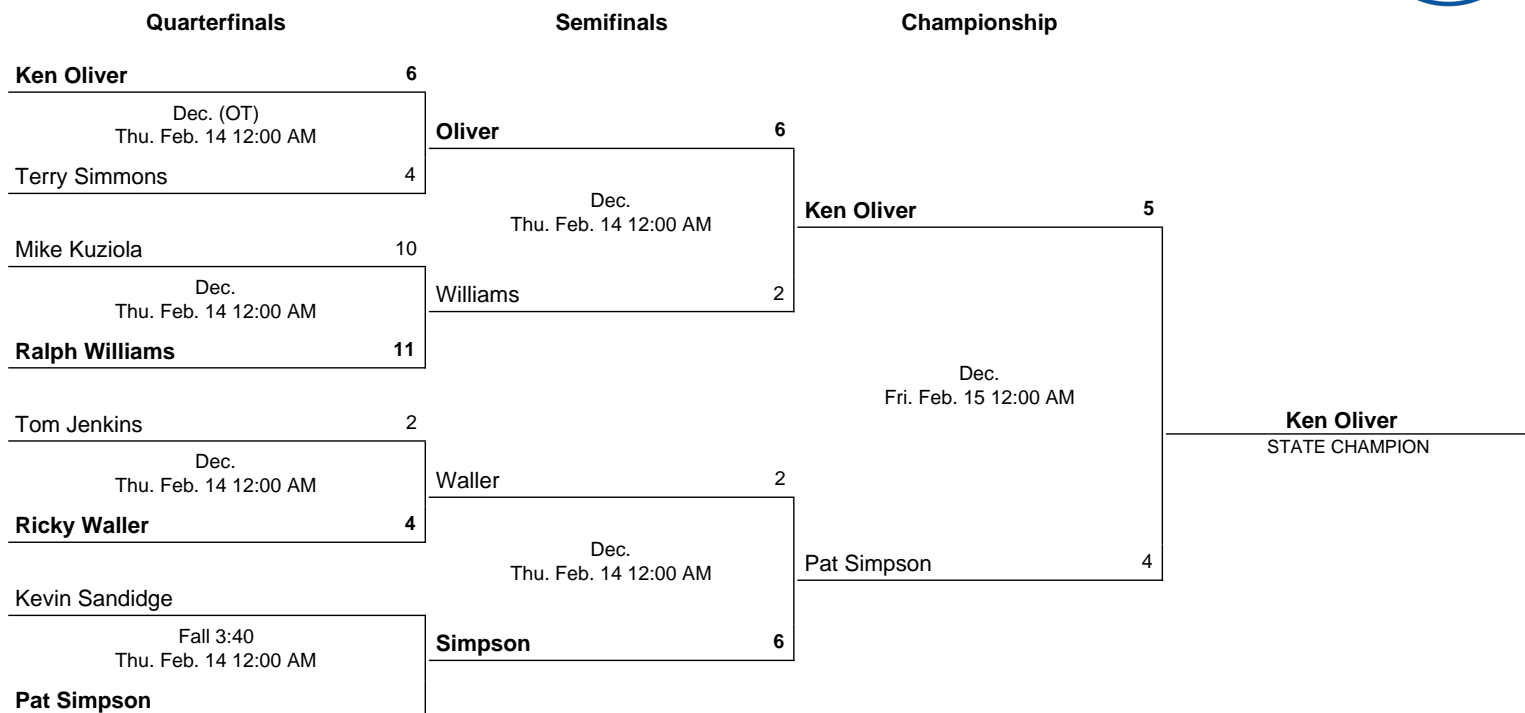 Quarterfinals Semifinals Championship
Ken Oliver 6
Dec. (OT)
Thu. Feb. 14 12:00 AM
Terry Simmons 4
Mike Kuziola 10
Dec.
Thu. Feb. 14 12:00 AM
Ralph Williams 11
Tom Jenkins 2
Dec.
Thu. Feb. 14 12:00 AM
Ricky Waller 4
Kevin Sandidge
Fall 3:40
Thu. Feb. 14 12:00 AM
Pat Simpson
Oliver 6
Dec.
Thu. Feb. 14 12:00 AM
Williams 2
Waller 2
Dec.
Thu. Feb. 14 12:00 AM
Simpson 6
Ken Oliver 5
Dec.
Fri. Feb. 15 12:00 AM
Pat Simpson 4
Ken Oliver
STATE CHAMPION